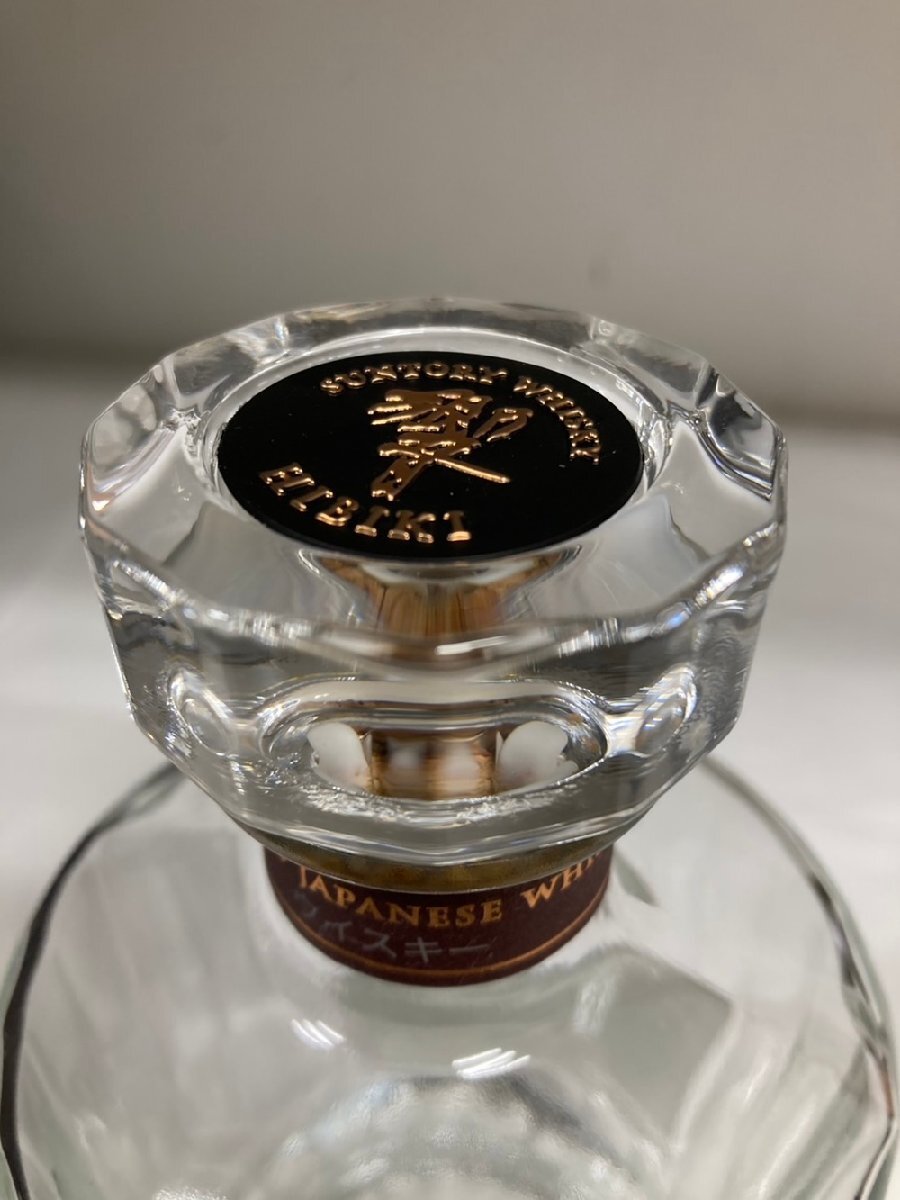 SUNTORY WHISKY
響
HIBIKI
JAPANESE WHI
ウイスキー